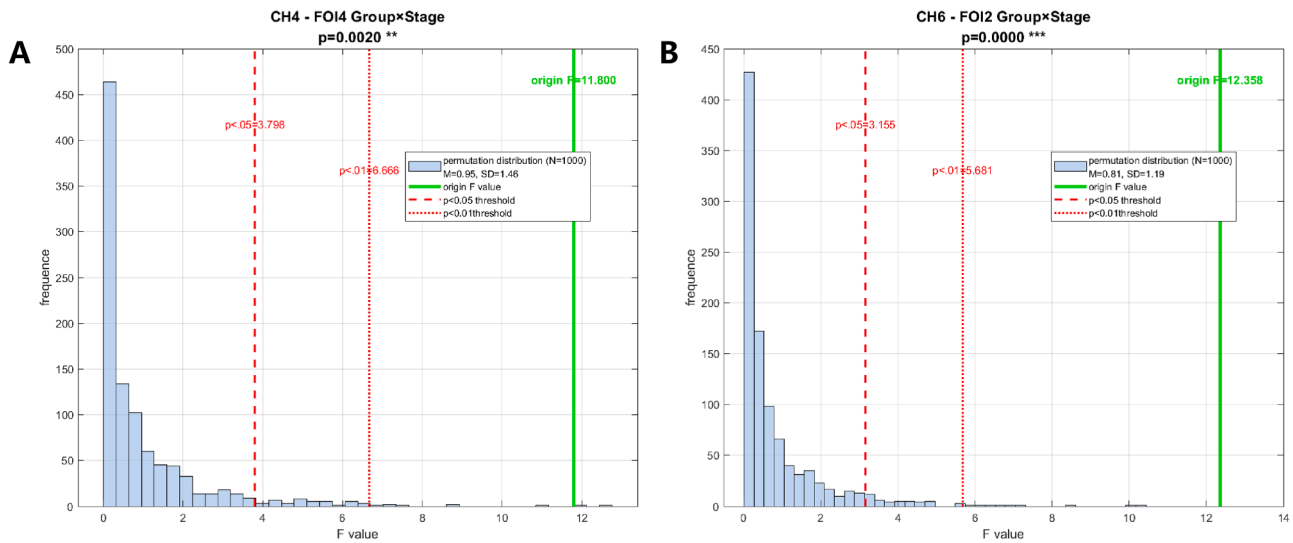 A
CH4 - FOI4 Group×Stage
p=0.0020 **
500
450
400
350
300
250
200
150
100
50
0
frequence
origin F=11.800
p<.05=3.798
p<.01=6.666
permutation distribution (N=1000)
M=0.95, SD=1.46
origin F value
p<0.05 threshold
p<0.01threshold
0 2 4 6 8 10 12
F value
B
CH6 - FOI2 Group×Stage
p=0.0000 ***
450
400
350
300
250
200
150
100
50
0
frequence
origin F=12.358
p<.05=3.155
p<.01=5.681
permutation distribution (N=1000)
M=0.81, SD=1.19
origin F value
p<0.05 threshold
p<0.01threshold
0 2 4 6 8 10 12 14
F value